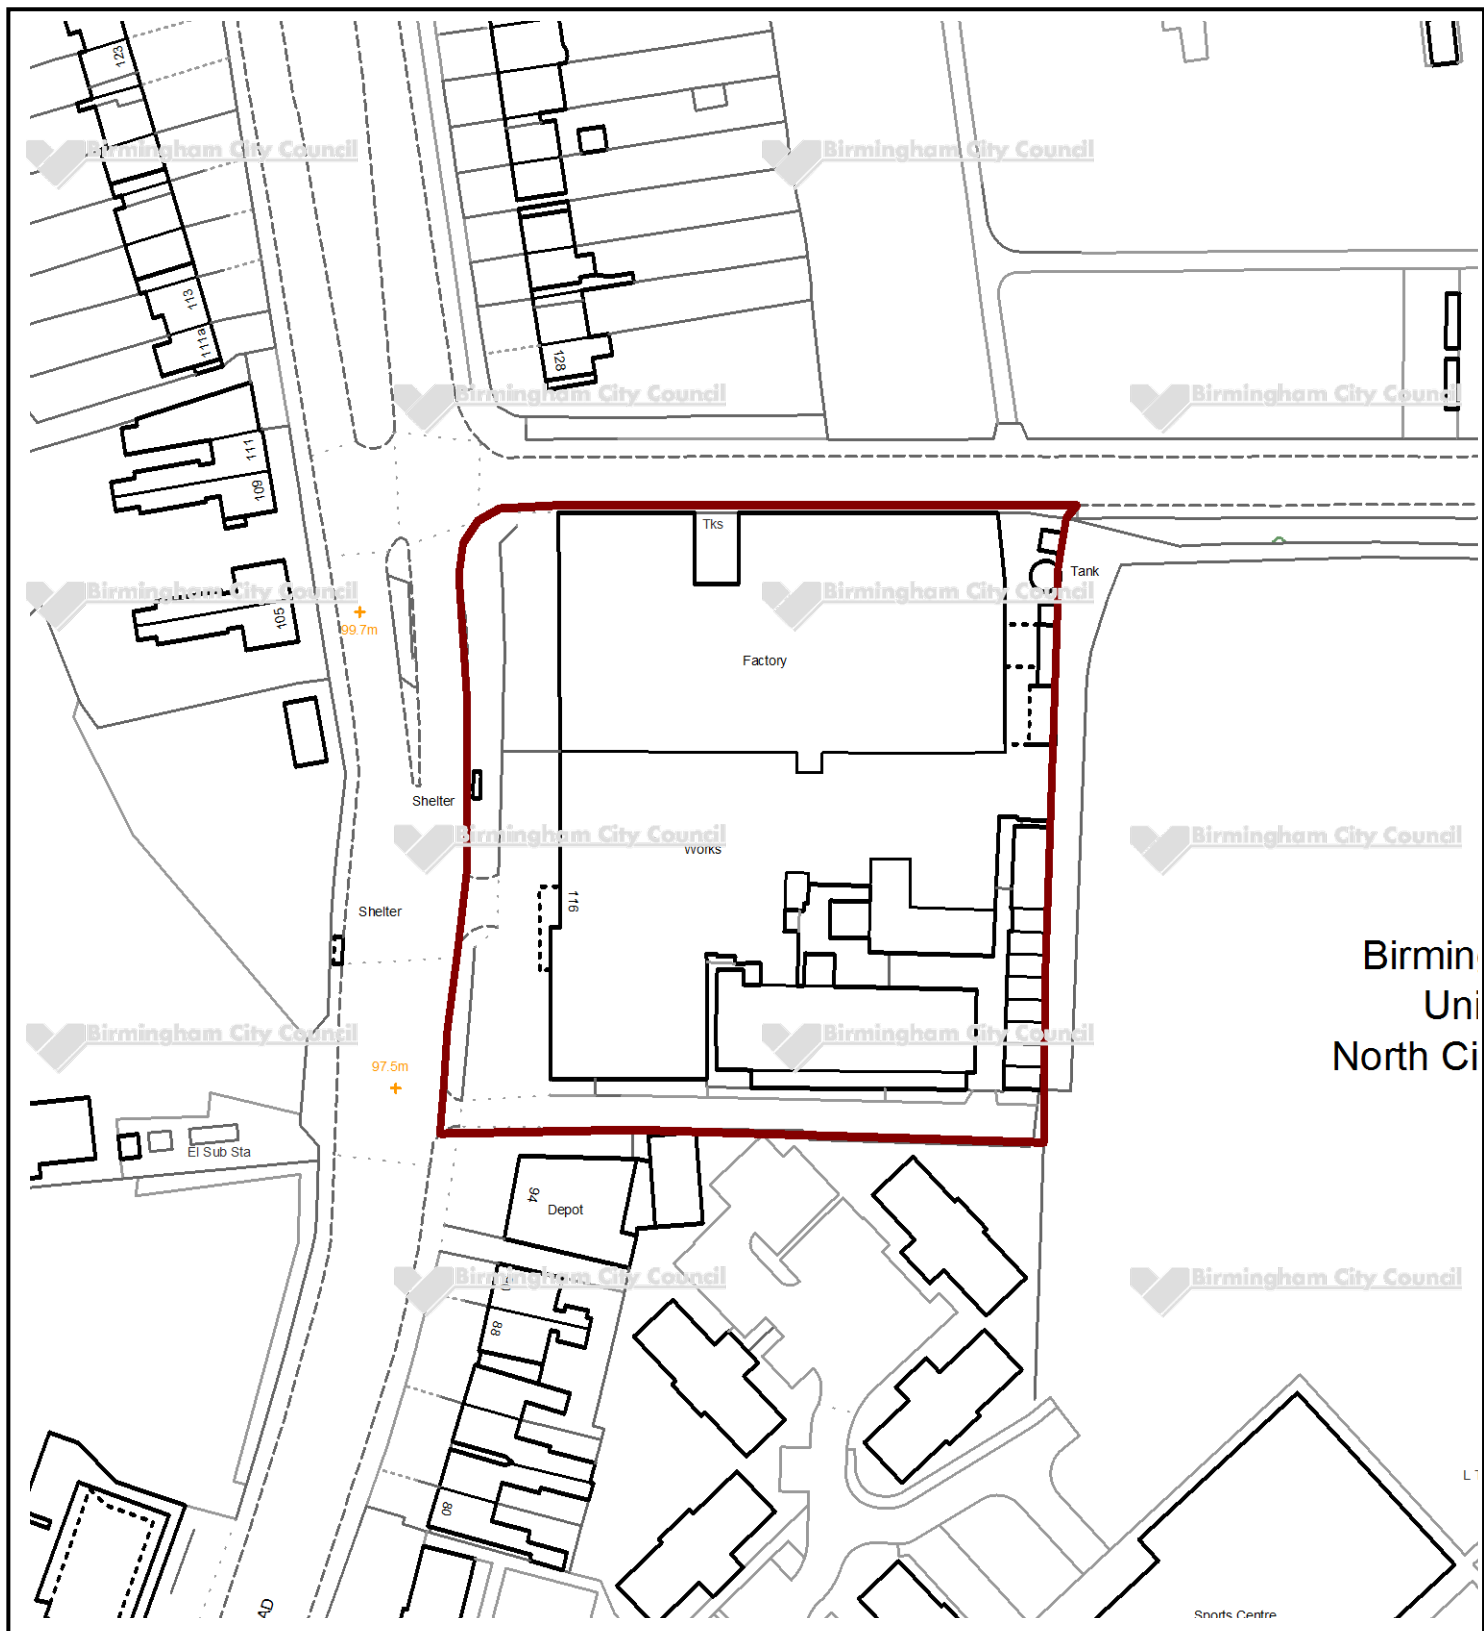 123
Birmingham City Council
Birmingham City Council
113
111a
128
Birmingham City Council
Birmingham City Council
111
109
Tks
Tank
Birmingham City Council
Birmingham City Council
105
99.7m
Factory
Shelter
Birmingham City Council
Birmingham City Council
Works
116
Shelter
Birmin
Uni
North Ci
Birmingham City Council
Birmingham City Council
97.5m
El Sub Sta
94
Depot
Birmingham City Council
Birmingham City Council
88
80
AD
Sports Centre